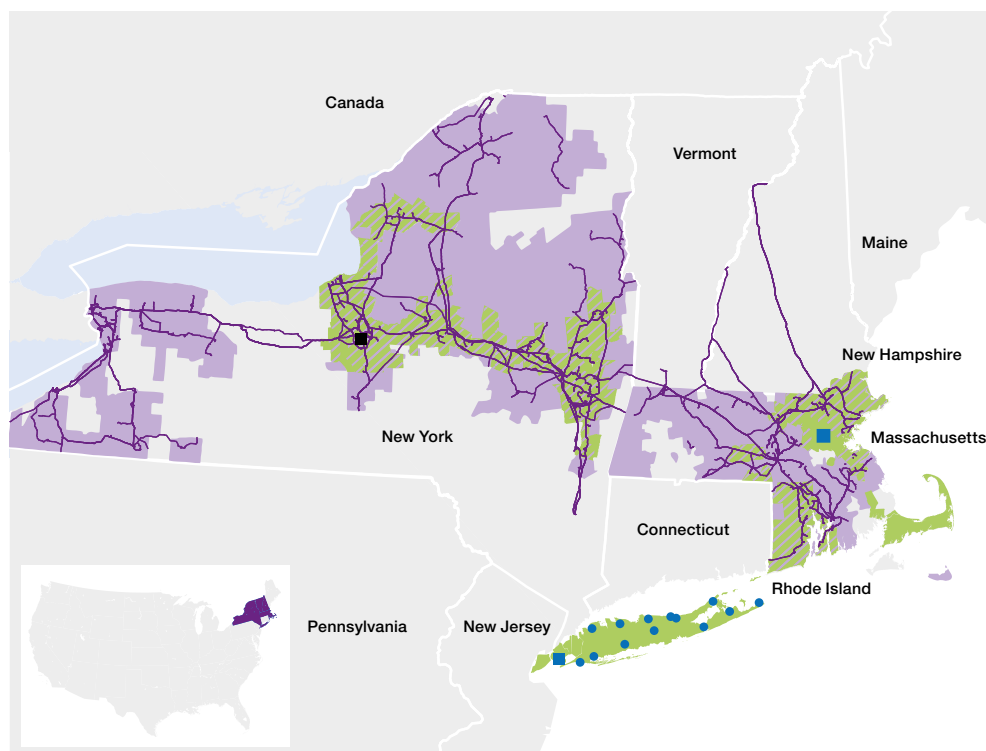 Canada
Vermont
Maine
New Hampshire
New York
Massachusetts
Connecticut
Rhode Island
Pennsylvania
New Jersey